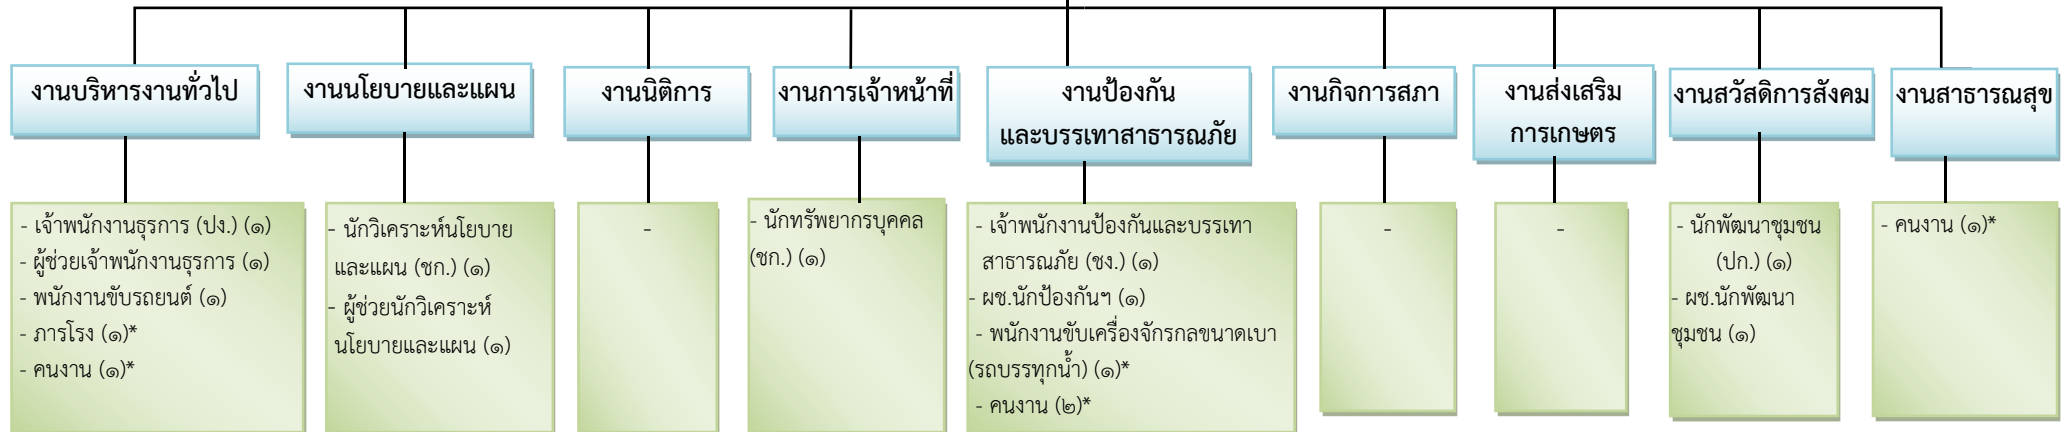 งานบริหารงานทั่วไป
งานนโยบายและแผน
งานนิติการ
งานการเจ้าหน้าที่
งานป้องกัน
และบรรเทาสาธารณภัย
งานกิจการสภา
งานส่งเสริม
การเกษตร
งานสวัสดิการสังคม
งานสาธารณสุข
- เจ้าพนักงานธุรการ (ปง.) (๑)
- ผู้ช่วยเจ้าพนักงานธุรการ (๑)
- พนักงานขับรถยนต์ (๑)
- ภารโรง (๑)*
- คนงาน (๑)*
- นักวิเคราะห์นโยบาย
และแผน (ชก.) (๑)
- ผู้ช่วยนักวิเคราะห์
นโยบายและแผน (๑)
-
- นักทรัพยากรบุคคล
(ชก.) (๑)
- เจ้าพนักงานป้องกันและบรรเทา
สาธารณภัย (ชง.) (๑)
- ผช.นักป้องกันฯ (๑)
- พนักงานขับเครื่องจักรกลขนาดเบา
(รถบรรทุกน้ำ) (๑)*
- คนงาน (๒)*
-
-
- นักพัฒนาชุมชน
(ปก.) (๑)
- ผช.นักพัฒนา
ชุมชน (๑)
- คนงาน (๑)*